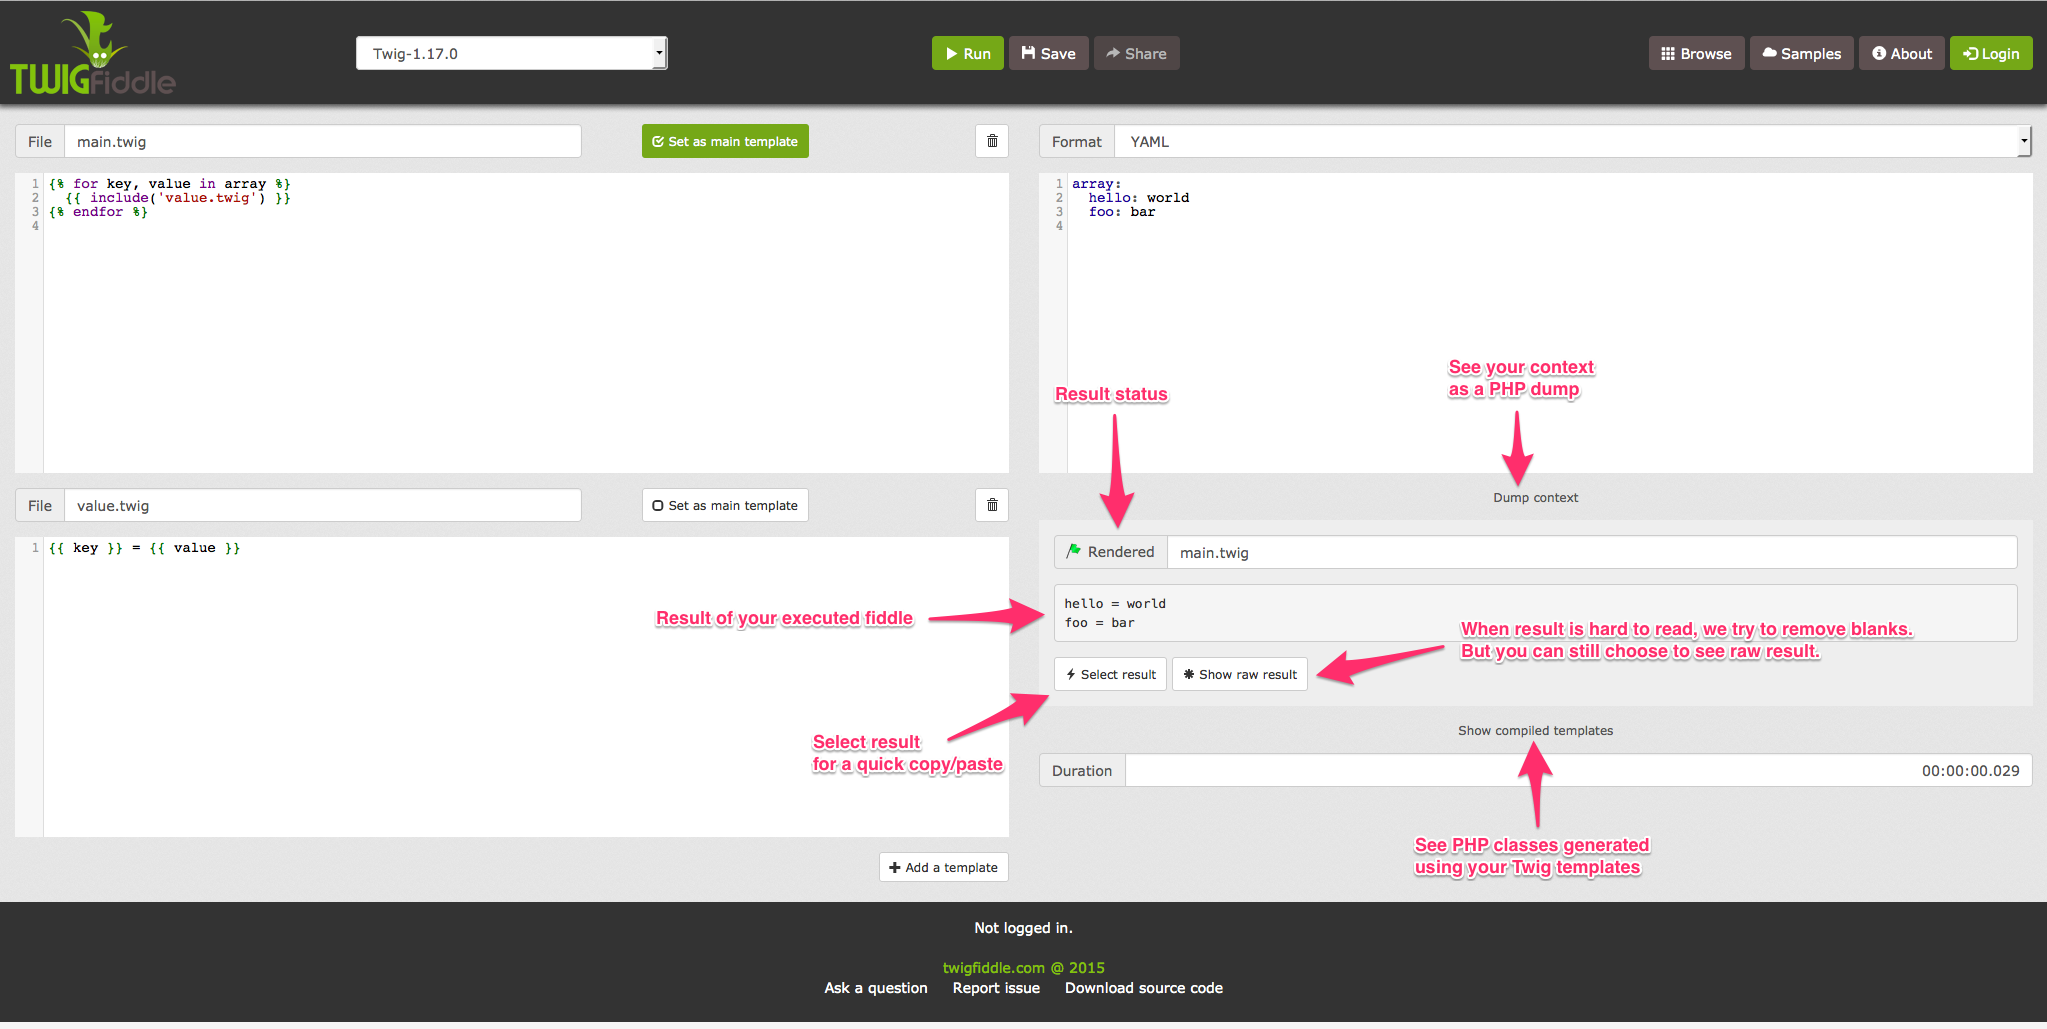 TWIGfiddle
Twig-1.17.0
Run
Save
Share
Browse
Samples
About
Login
File
main.twig
Set as main template
1 {% for key, value in array %}
2   {{ include('value.twig') }}
3 {% endfor %}
4
File
value.twig
Set as main template
1 {{ key }} = {{ value }}
Add a template
Format
YAML
1 array:
2   hello: world
3   foo: bar
4
Result status
See your context
as a PHP dump
Dump context
Rendered
main.twig
Result of your executed fiddle
hello = world
foo = bar
When result is hard to read, we try to remove blanks.
But you can still choose to see raw result.
Select result
Show raw result
Select result
for a quick copy/paste
Show compiled templates
Duration
00:00:00.029
See PHP classes generated
using your Twig templates
Not logged in.
twigfiddle.com @ 2015
Ask a question Report issue Download source code